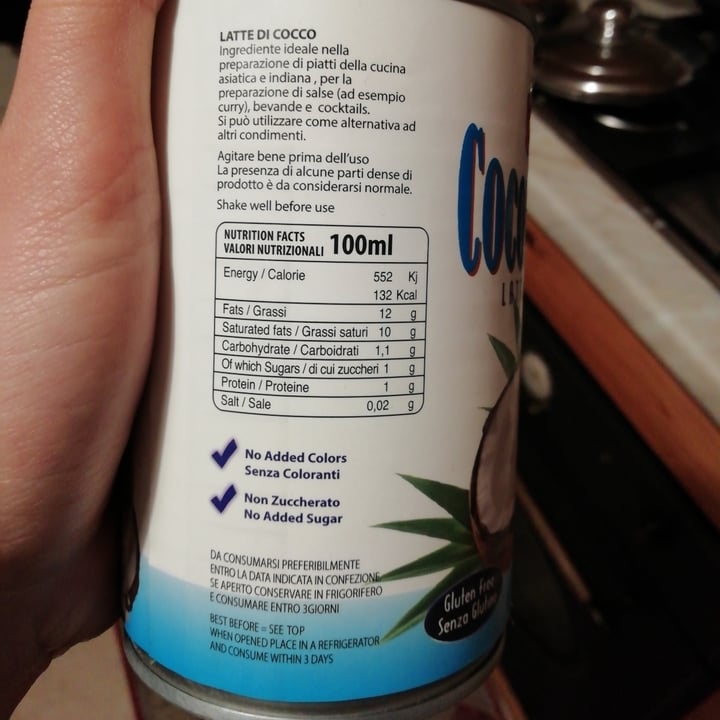 LATTE DI COCCO
Ingrediente ideale nella
preparazione di piatti della cucina
asiatica e indiana , per la
preparazione di salse (ad esempio
curry), bevande e cocktails.
Si può utilizzare come alternativa ad
altri condimenti.
Agitare bene prima dell'uso
La presenza di alcune parti dense di
prodotto è da considerarsi normale.
Shake well before use
NUTRITION FACTS
VALORI NUTRIZIONALI 100ml
Energy / Calorie 552 Kj
132 Kcal
Fats / Grassi 12 g
Saturated fats / Grassi saturi 10 g
Carbohydrate / Carboidrati 1,1 g
Of which Sugars / di cui zuccheri 1 g
Protein / Proteine 1 g
Salt / Sale 0,02 g
No Added Colors
Senza Coloranti
Non Zuccherato
No Added Sugar
DA CONSUMARSI PREFERIBILMENTE
ENTRO LA DATA INDICATA IN CONFEZIONE
SE APERTO CONSERVARE IN FRIGORIFERO
E CONSUMARE ENTRO 3GIORNI
BEST BEFORE = SEE TOP
WHEN OPENED PLACE IN A REFRIGERATOR
AND CONSUME WITHIN 3 DAYS
Gluten Free
Senza Glutine